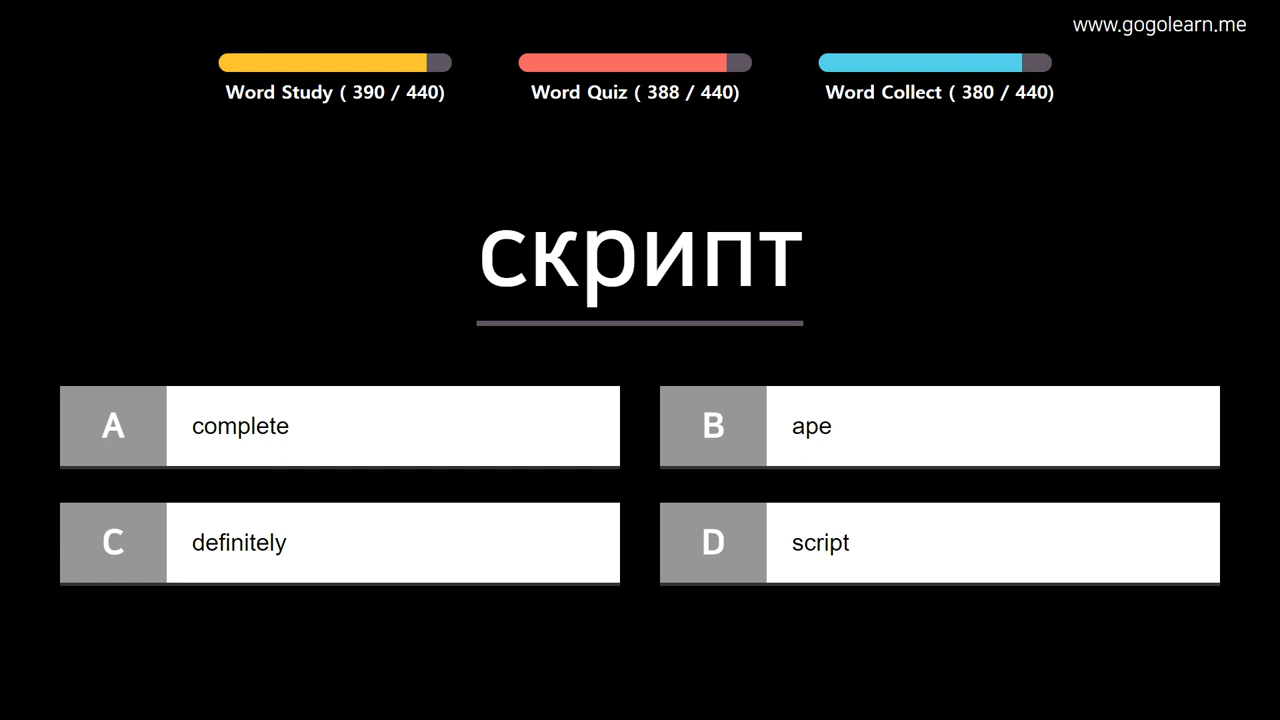 www.gogolearn.me
Word Study ( 390 / 440)
Word Quiz ( 388 / 440)
Word Collect ( 380 / 440)
скрипт
A complete
B ape
C definitely
D script